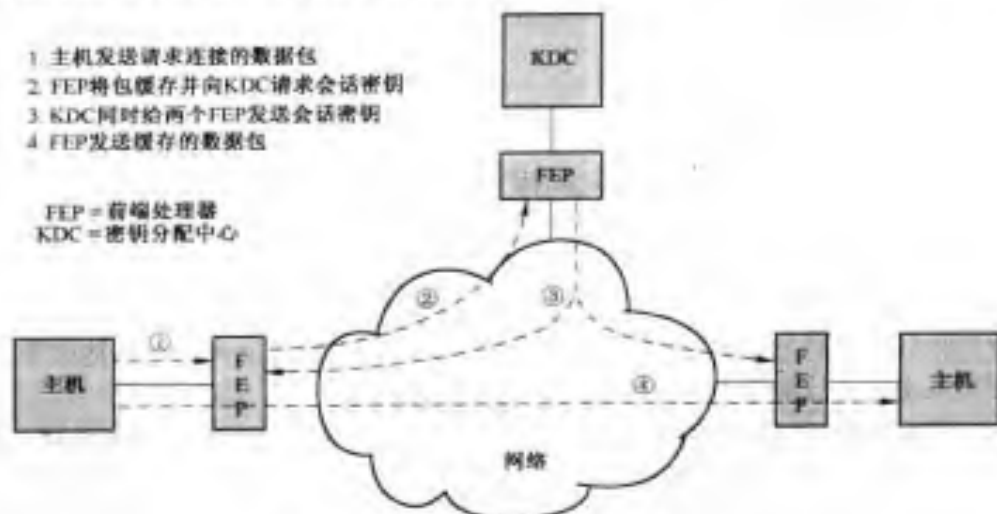 1 主机发送请求连接的数据包
2 FEP将包缓存并向KDC请求会话密钥
3 KDC同时给两个FEP发送会话密钥
4 FEP发送缓存的数据包
FEP=前端处理器
KDC=密钥分配中心
KDC
FEP
②
③
①
主机
FEP
④
FEP
主机
网络